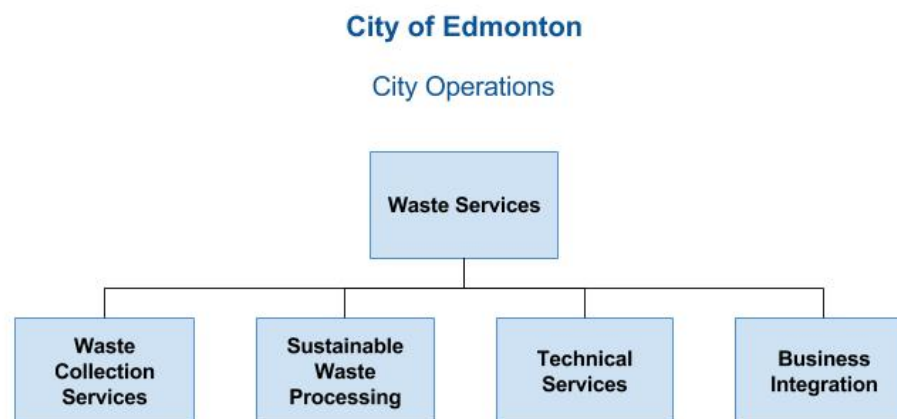 City of Edmonton
City Operations
Waste Services
Waste
Collection
Services
Sustainable
Waste
Processing
Technical
Services
Business
Integration